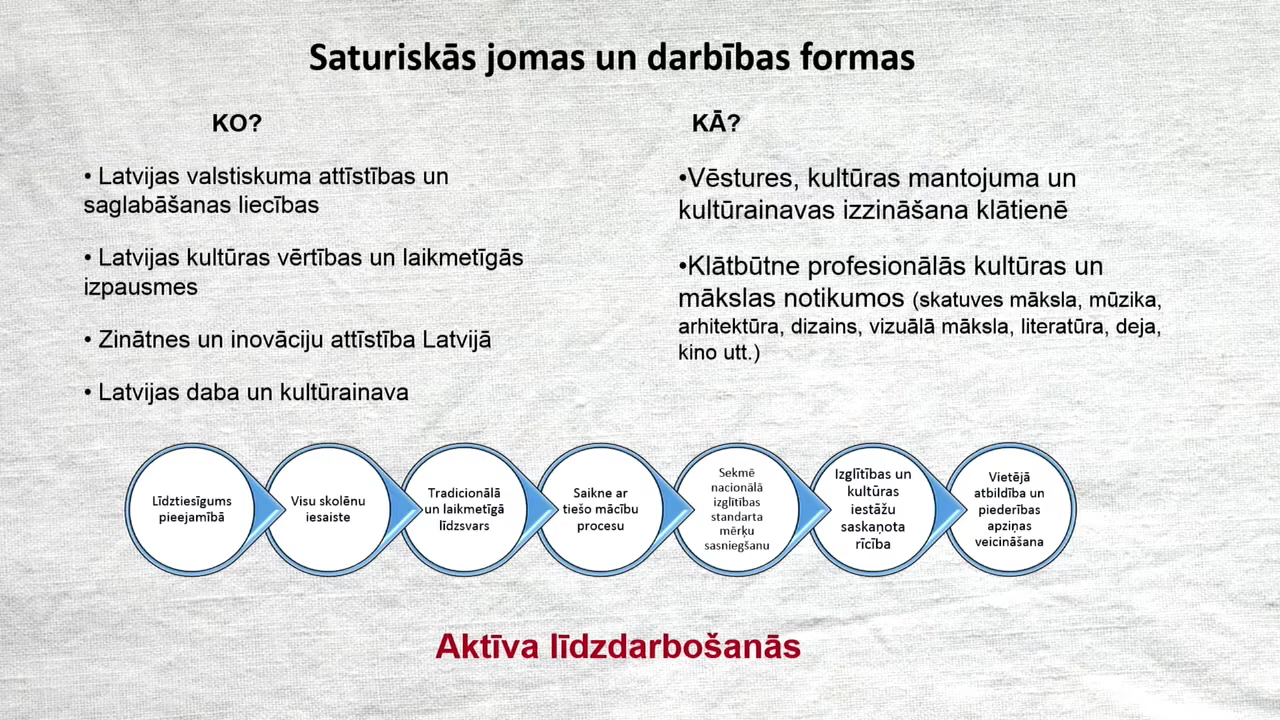 Saturiskās jomas un darbības formas
KO?
• Latvijas valstiskuma attīstības un
saglabāšanas liecības
• Latvijas kultūras vērtības un laikmetīgās
izpausmes
• Zinātnes un inovāciju attīstība Latvijā
• Latvijas daba un kultūrainava
KĀ?
•Vēstures, kultūras mantojuma un
kultūrainavas izzināšana klātienē
•Klātbūtne profesionālās kultūras un
mākslas notikumos (skatuves māksla, mūzika,
arhitektūra, dizains, vizuālā māksla, literatūra, deja,
kino utt.)
Līdztiesīgums
pieejamībā
Visu skolēnu
iesaiste
Tradicionālā
un laikmetīgā
līdzsvars
Saikne ar
tiešo mācību
procesu
Sekmē
nacionālā
izglītības
standarta
mērķu
sasniegšanu
Izglītības un
kultūras
iestāžu
saskaņota
rīcība
Vietējā
atbildība un
piederības
apziņas
veicināšana
Aktīva līdzdarbošanās